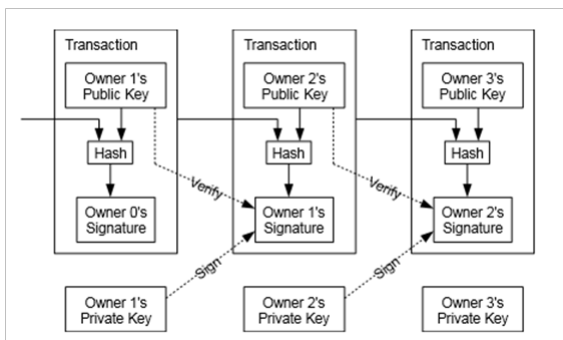 Transaction
Transaction
Transaction
Owner 1's
Public Key
Owner 2's
Public Key
Owner 3's
Public Key
Hash
Hash
Hash
Verify
Verify
Owner 0's
Signature
Owner 1's
Signature
Owner 2's
Signature
Sign
Sign
Owner 1's
Private Key
Owner 2's
Private Key
Owner 3's
Private Key